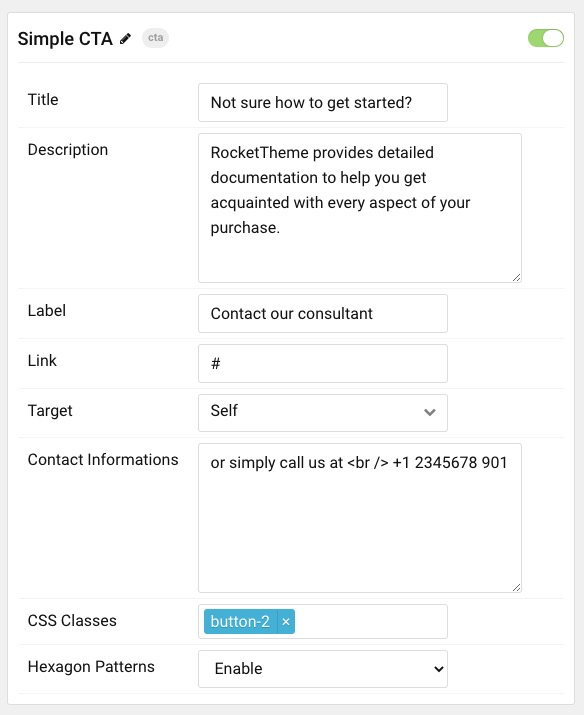 Simple CTA cta
Title
Not sure how to get started?
Description
RocketTheme provides detailed
documentation to help you get
acquainted with every aspect of your
purchase.
Label
Contact our consultant
Link
#
Target
Self
Contact Informations
or simply call us at <br /> +1 2345678 901
CSS Classes
button-2 ×
Hexagon Patterns
Enable